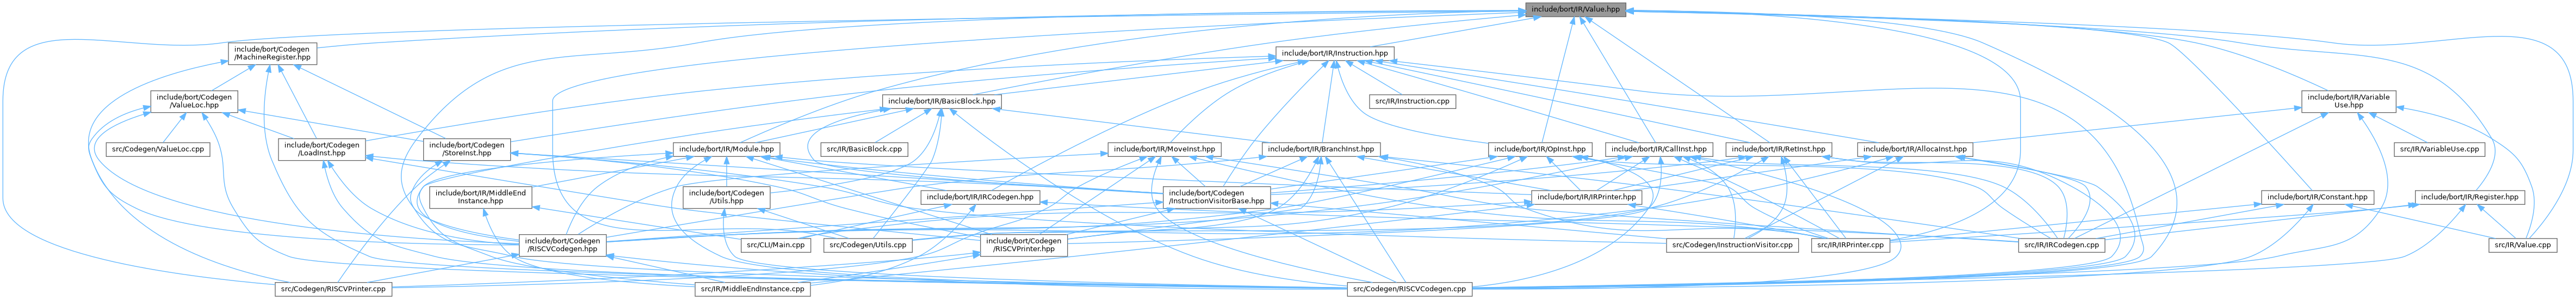 include/bort/IR/Value.hpp
include/bort/Codegen
/MachineRegister.hpp
include/bort/IR/Instruction.hpp
include/bort/Codegen
/ValueLoc.hpp
include/bort/IR/BasicBlock.hpp
src/IR/Instruction.cpp
include/bort/IR/Variable
Use.hpp
src/Codegen/ValueLoc.cpp
include/bort/Codegen
/LoadInst.hpp
include/bort/Codegen
/StoreInst.hpp
include/bort/IR/Module.hpp
src/IR/BasicBlock.cpp
include/bort/IR/MoveInst.hpp
include/bort/IR/BranchInst.hpp
include/bort/IR/OpInst.hpp
include/bort/IR/CallInst.hpp
include/bort/IR/RetInst.hpp
include/bort/IR/AllocaInst.hpp
src/IR/VariableUse.cpp
include/bort/IR/MiddleEnd
Instance.hpp
include/bort/Codegen
/Utils.hpp
include/bort/IR/IRCodegen.hpp
include/bort/Codegen
/InstructionVisitorBase.hpp
include/bort/IR/IRPrinter.hpp
include/bort/IR/Constant.hpp
include/bort/IR/Register.hpp
include/bort/Codegen
/RISCVCodegen.hpp
src/CLI/Main.cpp
src/Codegen/Utils.cpp
include/bort/Codegen
/RISCVPrinter.hpp
src/Codegen/InstructionVisitor.cpp
src/IR/IRPrinter.cpp
src/IR/IRCodegen.cpp
src/IR/Value.cpp
src/Codegen/RISCVPrinter.cpp
src/IR/MiddleEndInstance.cpp
src/Codegen/RISCVCodegen.cpp